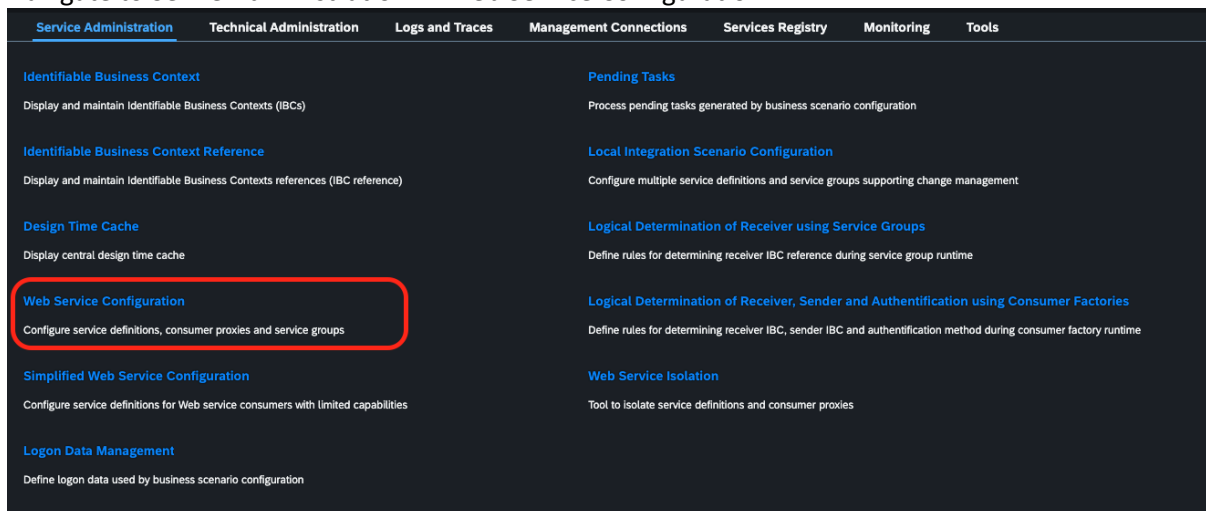 Service Administration Technical Administration Logs and Traces Management Connections Services Registry Monitoring Tools
Identifiable Business Context
Display and maintain Identifiable Business Contexts (IBCs)
Identifiable Business Context Reference
Display and maintain Identifiable Business Contexts references (IBC reference)
Design Time Cache
Display central design time cache
Web Service Configuration
Configure service definitions, consumer proxies and service groups
Simplified Web Service Configuration
Configure service definitions for Web service consumers with limited capabilities
Logon Data Management
Define logon data used by business scenario configuration
Pending Tasks
Process pending tasks generated by business scenario configuration
Local Integration Scenario Configuration
Configure multiple service definitions and service groups supporting change management
Logical Determination of Receiver using Service Groups
Define rules for determining receiver IBC reference during service group runtime
Logical Determination of Receiver, Sender and Authentification using Consumer Factories
Define rules for determining receiver IBC, sender IBC and authentification method during consumer factory runtime
Web Service Isolation
Tool to isolate service definitions and consumer proxies